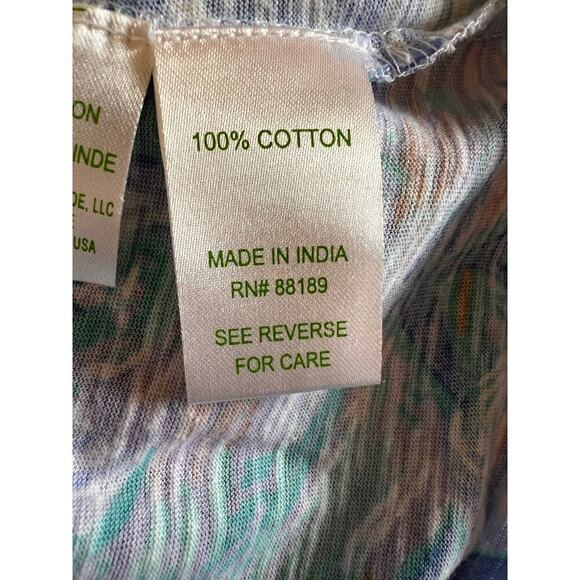 ON
INDE
DE, LLC
USA
100% COTTON
MADE IN INDIA
RN# 88189
SEE REVERSE
FOR CARE